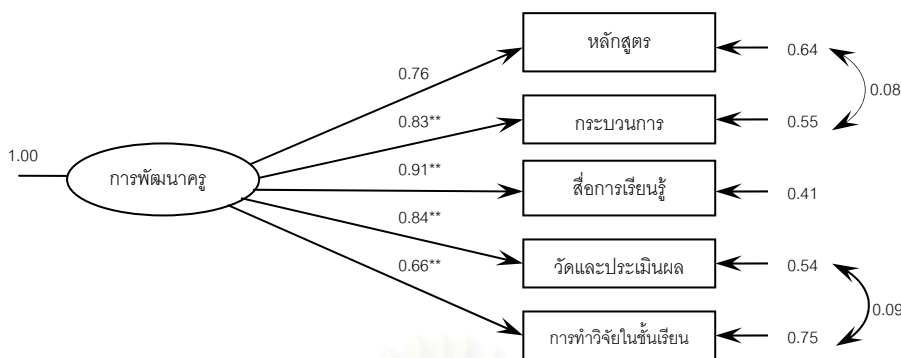 หลักสูตร
0.64
0.76
0.08
0.83**
กระบวนการ
0.55
1.00
การพัฒนาครู
0.91**
สื่อการเรียนรู้
0.41
0.84**
วัดและประเมินผล
0.54
0.66**
0.09
การทำวิจัยในชั้นเรียน
0.75